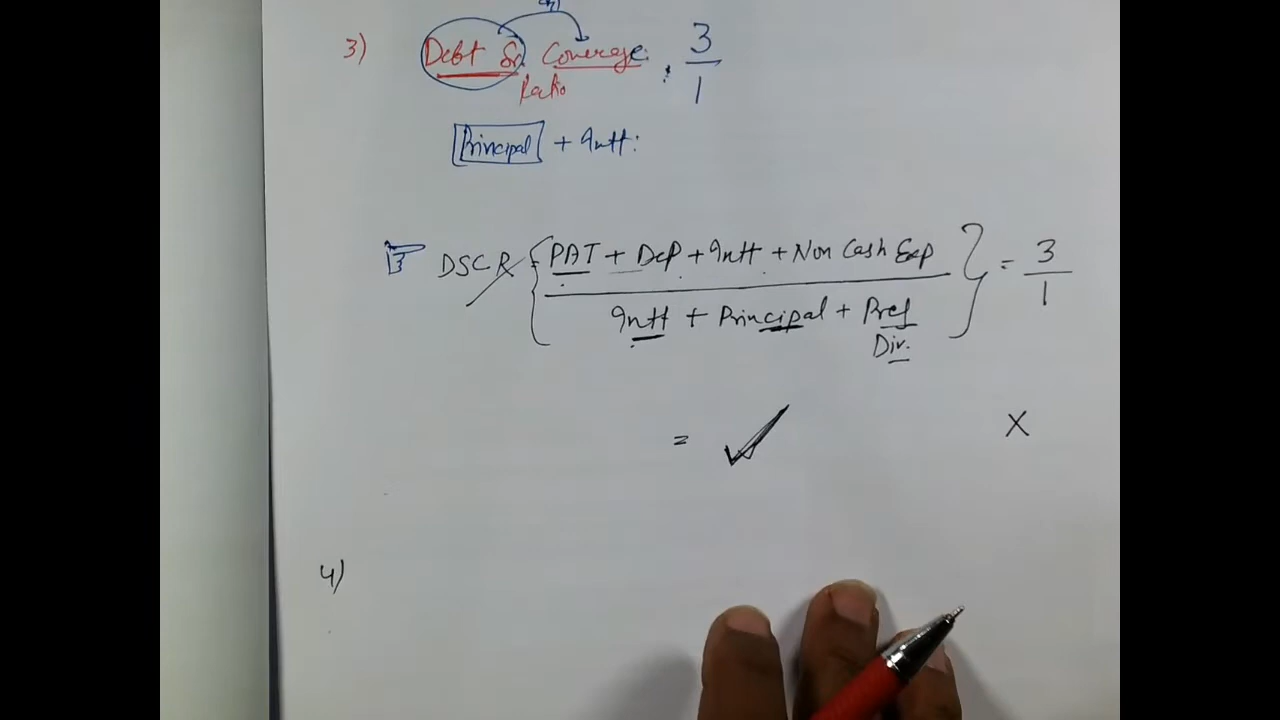 3) Debt Sr. Coverage : 3/1
Ratio
Principal + Intt:
DSCR = { PAT + Dep + Intt + Non Cash Exp / Intt + Principal + Pref Div. } = 3/1
= ✓ X
4)